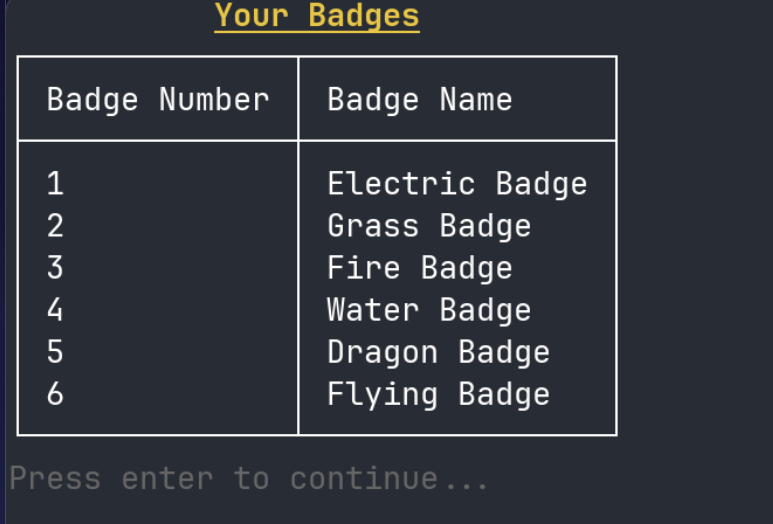 Your Badges
Badge Number Badge Name
1 Electric Badge
2 Grass Badge
3 Fire Badge
4 Water Badge
5 Dragon Badge
6 Flying Badge
Press enter to continue...